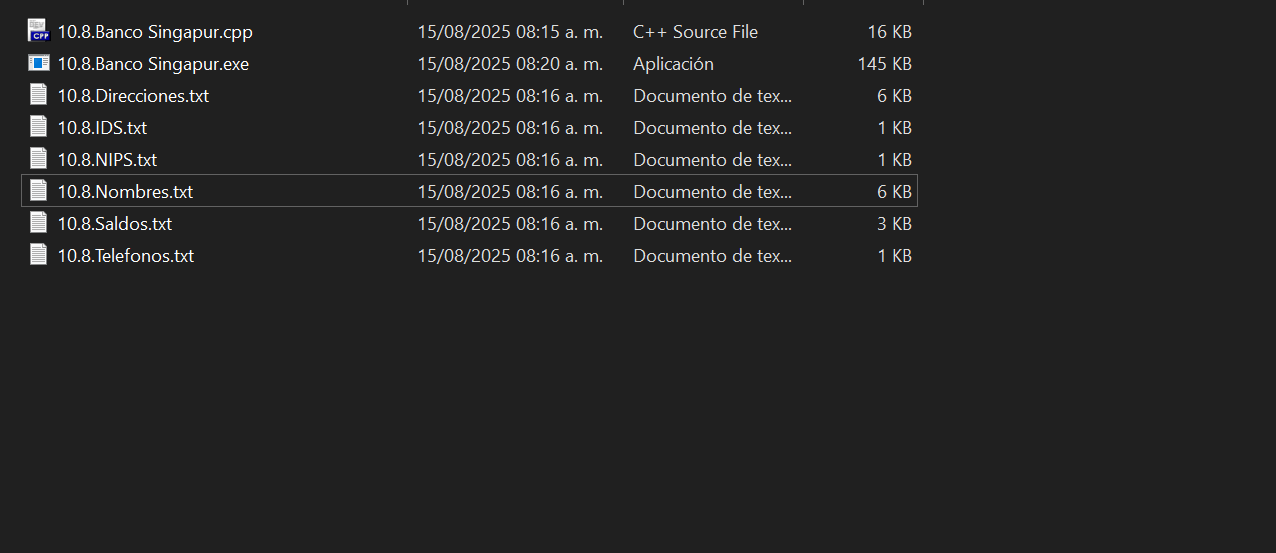 10.8.Banco Singapur.cpp 15/08/2025 08:15 a. m. C++ Source File 16 KB
10.8.Banco Singapur.exe 15/08/2025 08:20 a. m. Aplicación 145 KB
10.8.Direcciones.txt 15/08/2025 08:16 a. m. Documento de tex... 6 KB
10.8.IDS.txt 15/08/2025 08:16 a. m. Documento de tex... 1 KB
10.8.NIPS.txt 15/08/2025 08:16 a. m. Documento de tex... 1 KB
10.8.Nombres.txt 15/08/2025 08:16 a. m. Documento de tex... 6 KB
10.8.Saldos.txt 15/08/2025 08:16 a. m. Documento de tex... 3 KB
10.8.Telefonos.txt 15/08/2025 08:16 a. m. Documento de tex... 1 KB